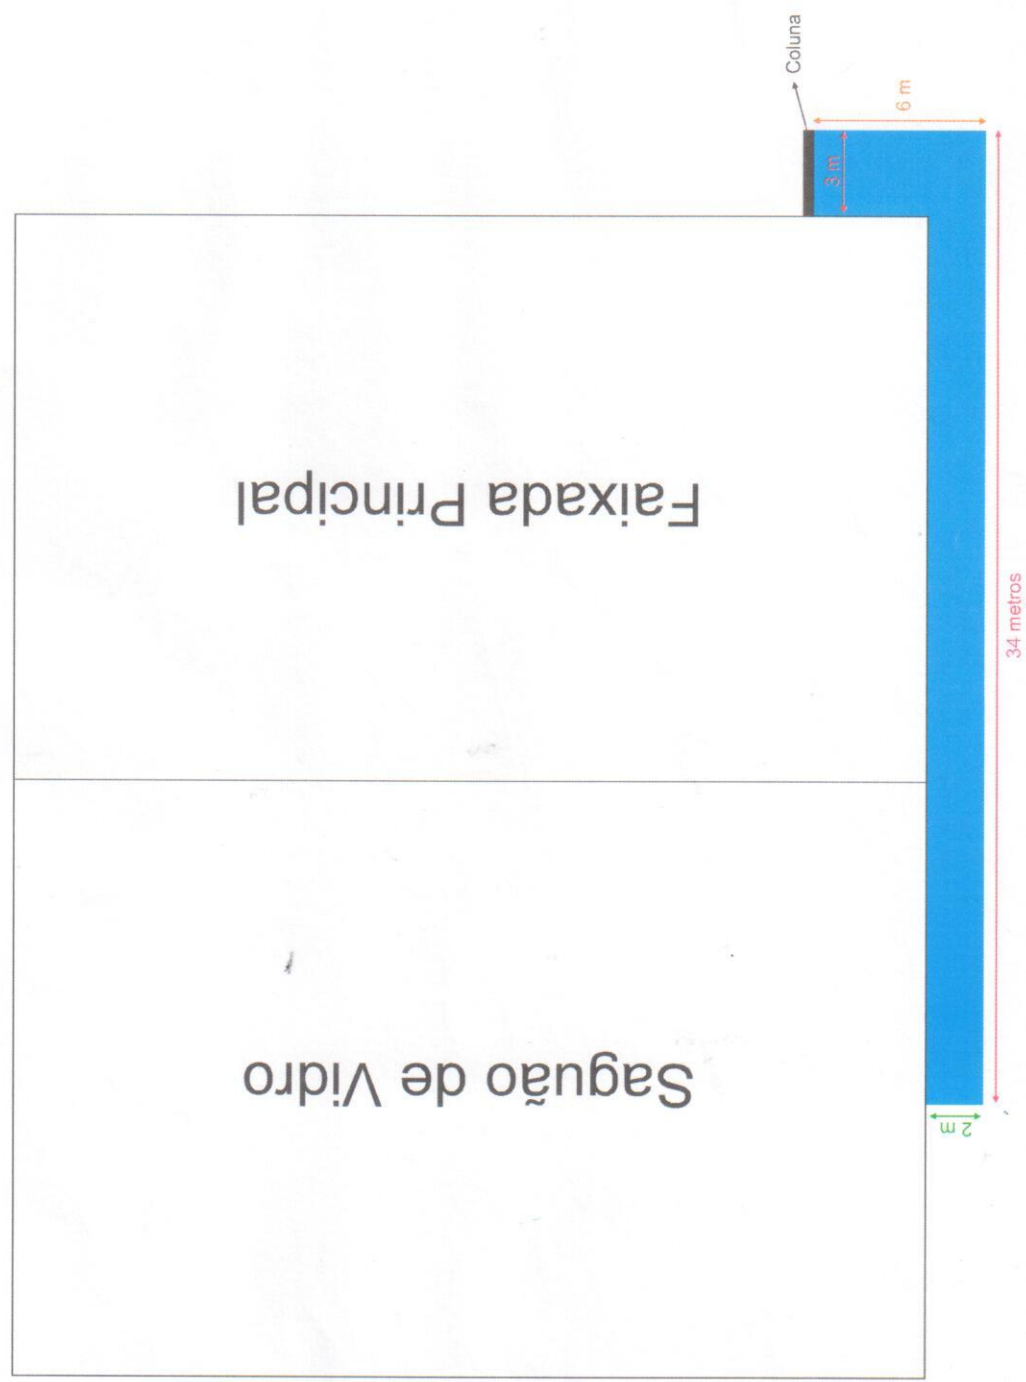 Coluna
6 m
3 m
Faixada Principal
34 metros
Saguão de Vidro
2 m